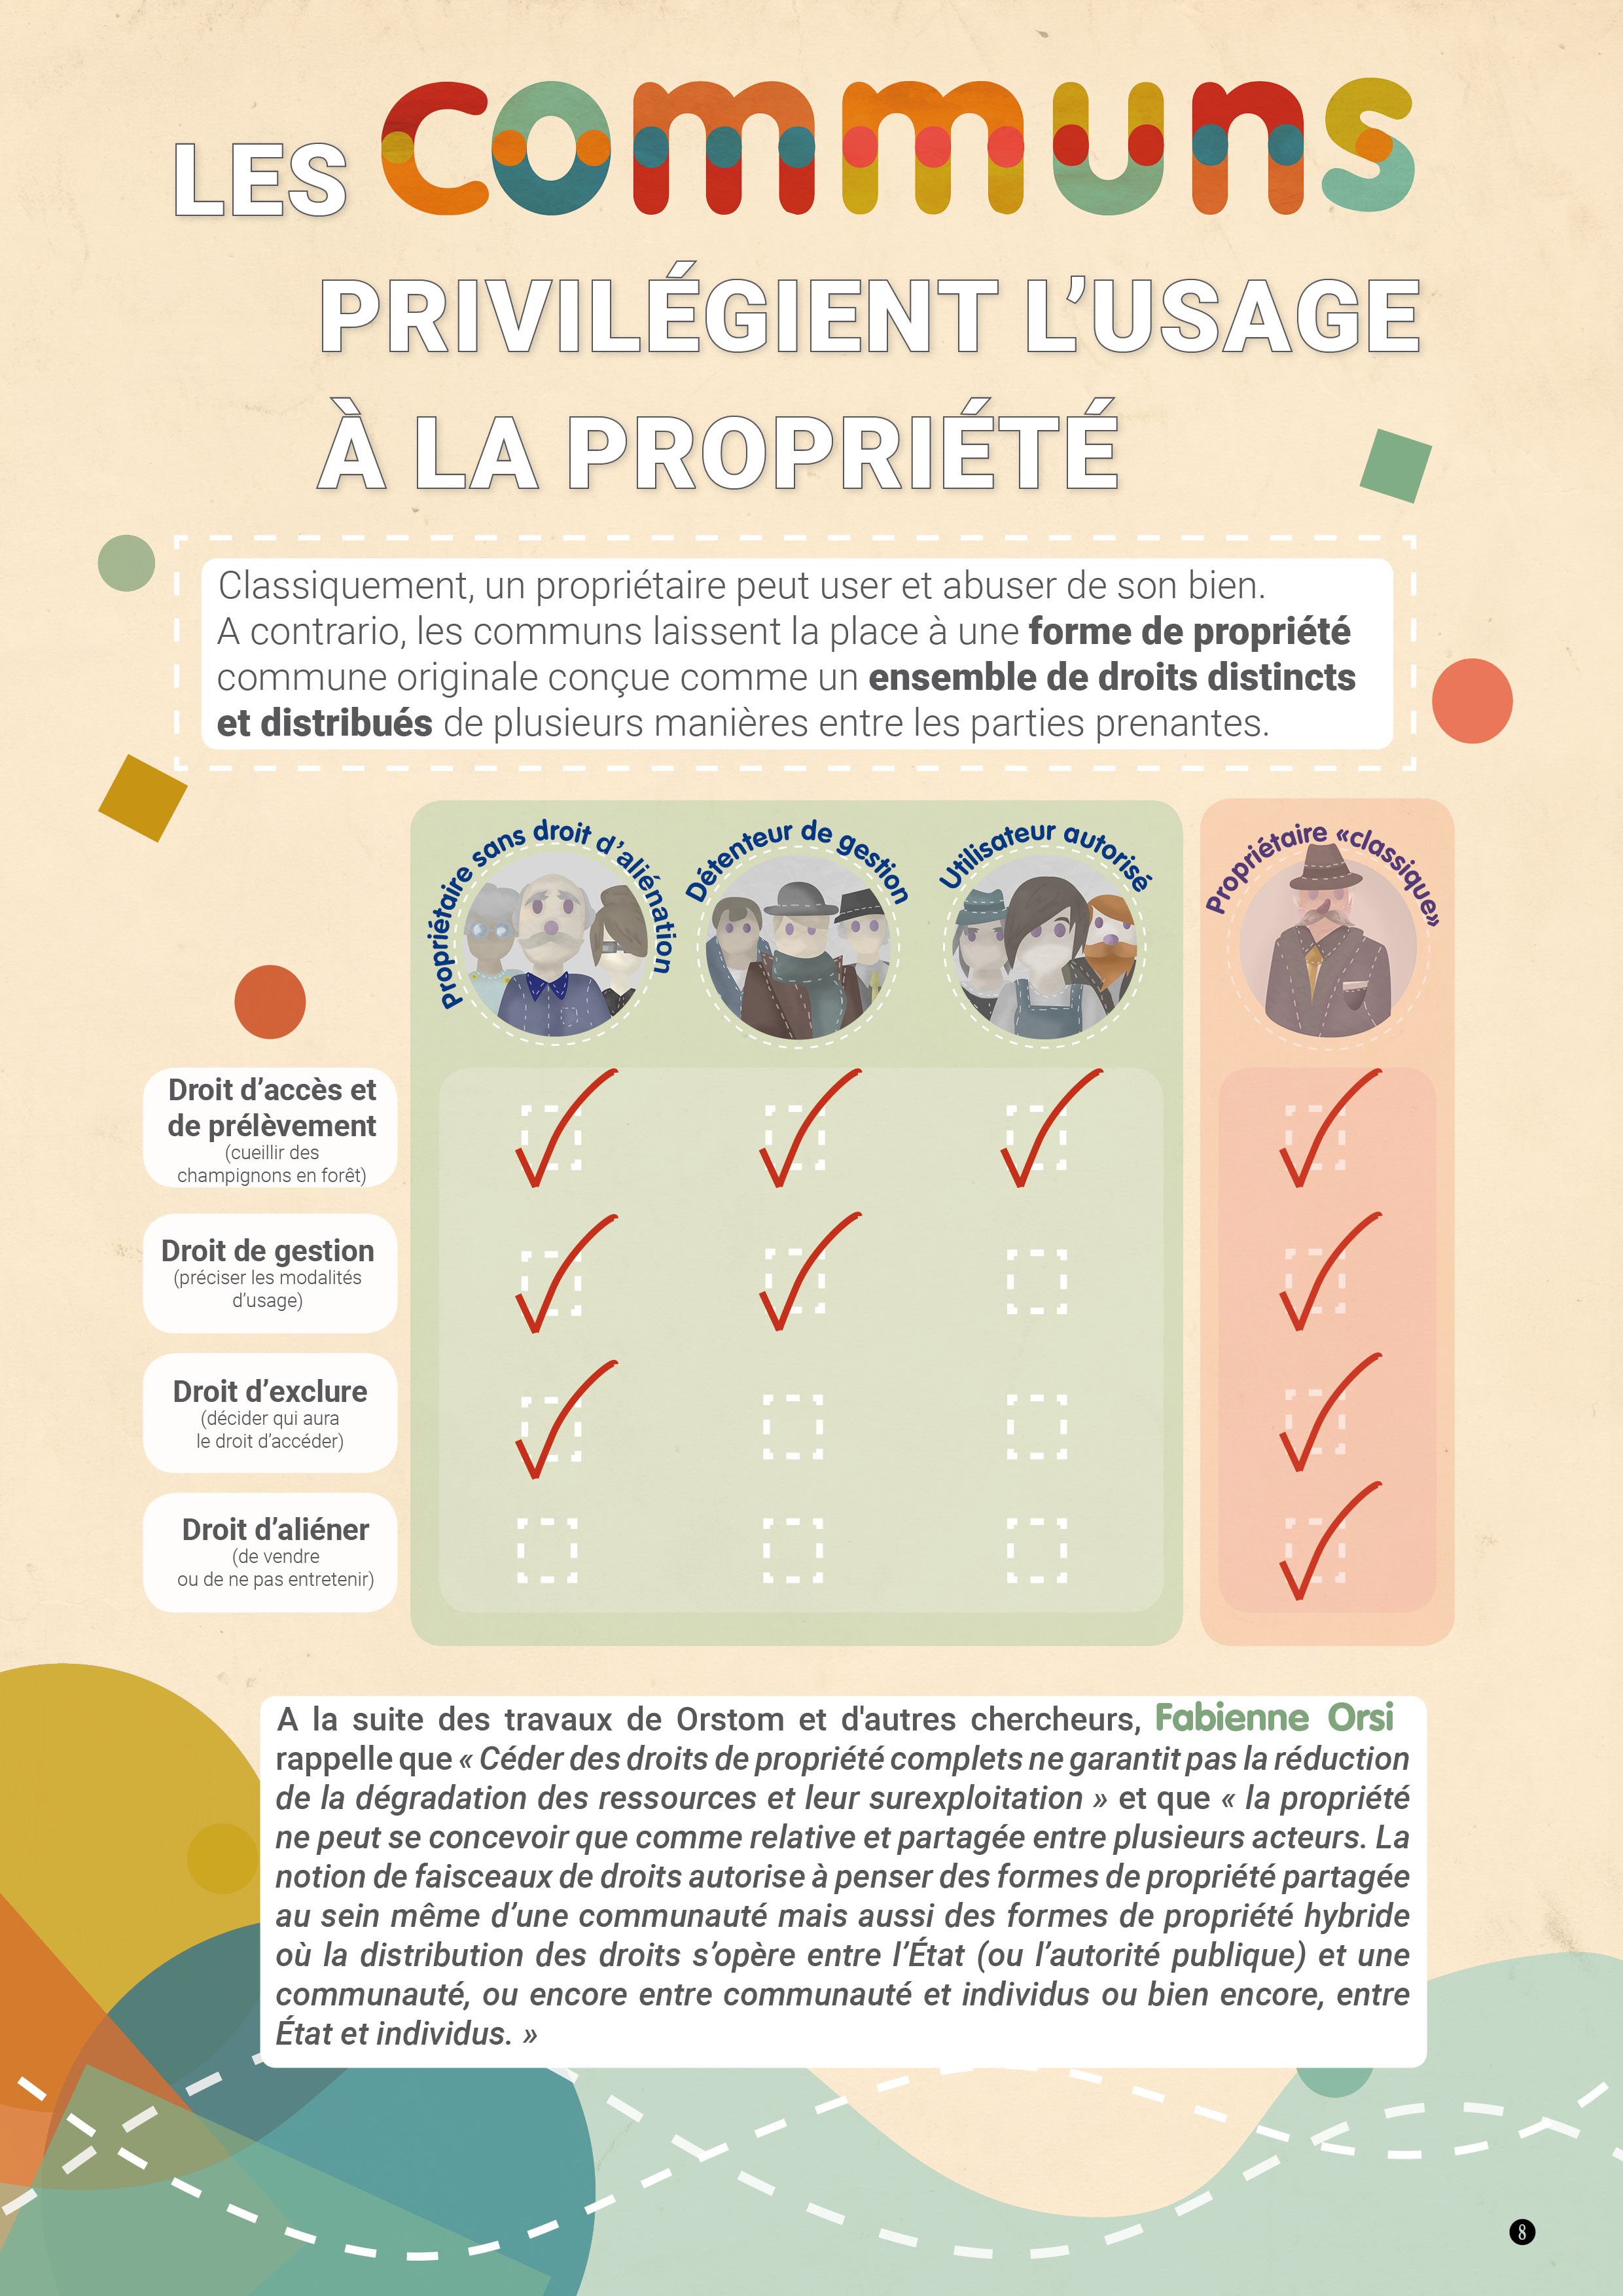 LES communs
PRIVILÉGIENT L’USAGE
À LA PROPRIÉTÉ
Classiquement, un propriétaire peut user et abuser de son bien.
A contrario, les communs laissent la place à une forme de propriété
commune originale conçue comme un ensemble de droits distincts
et distribués de plusieurs manières entre les parties prenantes.
Propriétaire sans droit d’aliénation
Détenteur de gestion
Utilisateur autorisé
Propriétaire «classique»
Droit d’accès et
de prélèvement
(cueillir des
champignons en forêt)
Droit de gestion
(préciser les modalités
d’usage)
Droit d’exclure
(décider qui aura
le droit d’accéder)
Droit d’aliéner
(de vendre
ou de ne pas entretenir)
A la suite des travaux de Orstom et d'autres chercheurs, Fabienne Orsi
rappelle que « Céder des droits de propriété complets ne garantit pas la réduction
de la dégradation des ressources et leur surexploitation » et que « la propriété
ne peut se concevoir que comme relative et partagée entre plusieurs acteurs. La
notion de faisceaux de droits autorise à penser des formes de propriété partagée
au sein même d’une communauté mais aussi des formes de propriété hybride
où la distribution des droits s’opère entre l’État (ou l’autorité publique) et une
communauté, ou encore entre communauté et individus ou bien encore, entre
État et individus. »
8